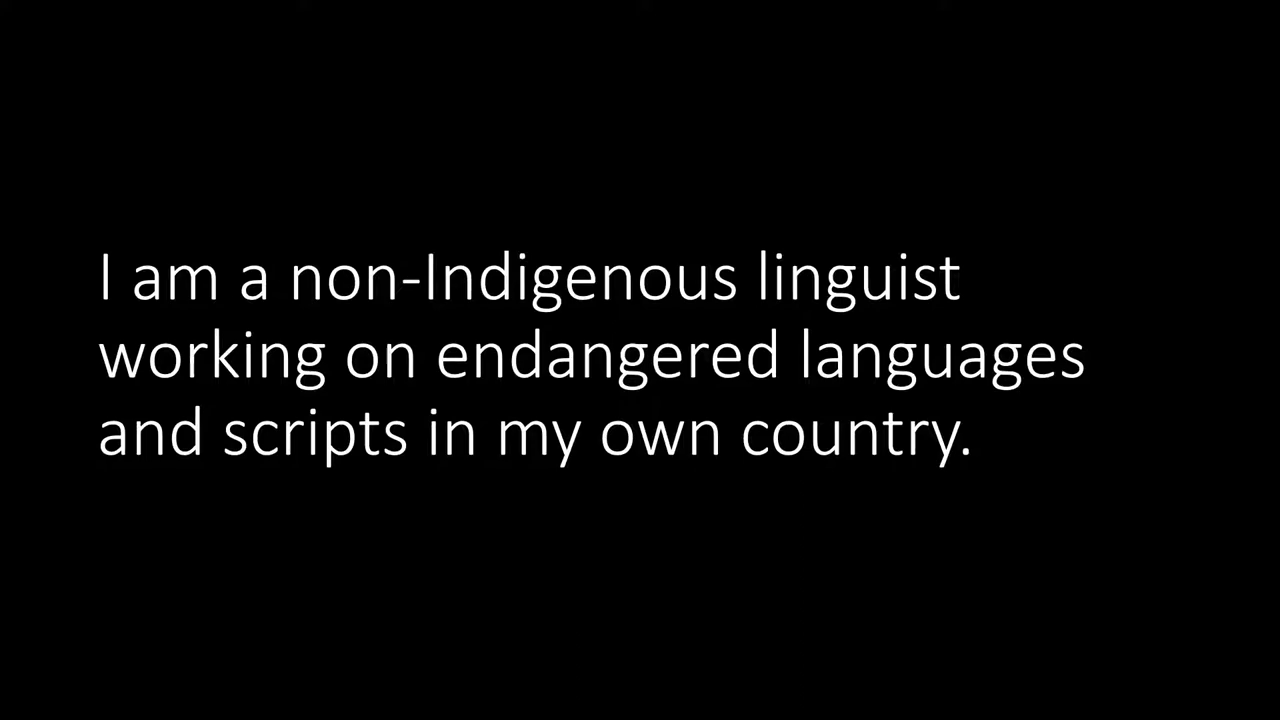 I am a non-Indigenous linguist
working on endangered languages
and scripts in my own country.